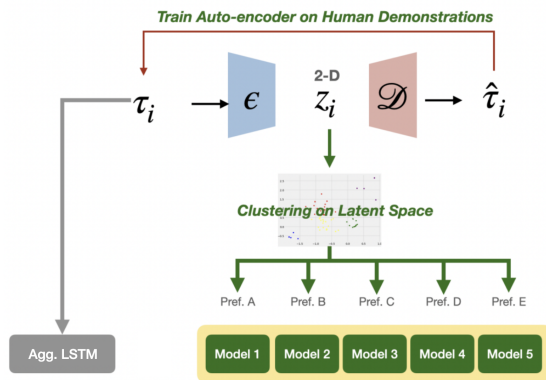 Train Auto-encoder on Human Demonstrations
2-D
τᵢ ϵ zᵢ 𝒟 τ̂ᵢ
Clustering on Latent Space
Pref. A Pref. B Pref. C Pref. D Pref. E
Agg. LSTM Model 1 Model 2 Model 3 Model 4 Model 5